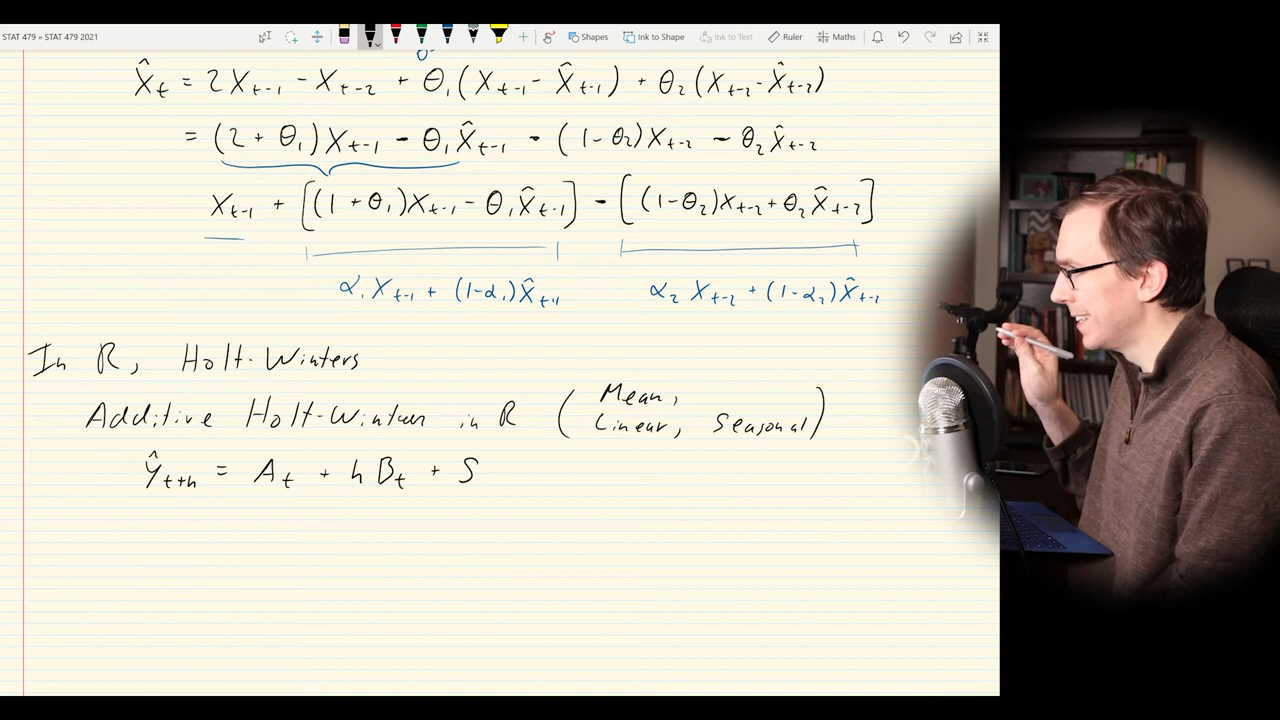 STAT 479 » STAT 479 2021
Shapes Ink to Shape Ink to Text Ruler Maths
X̂ₜ = 2Xₜ₋₁ - Xₜ₋₂ + θ₁(Xₜ₋₁ - X̂ₜ₋₁) + θ₂(Xₜ₋₂ - X̂ₜ₋₂)
= (2 + θ₁)Xₜ₋₁ - θ₁X̂ₜ₋₁ - (1-θ₂)Xₜ₋₂ - θ₂X̂ₜ₋₂
Xₜ₋₁ + [(1 + θ₁)Xₜ₋₁ - θ₁X̂ₜ₋₁] - [(1-θ₂)Xₜ₋₂ + θ₂X̂ₜ₋₂]
α₁Xₜ₋₁ + (1-α₁)X̂ₜ₋₁ α₂Xₜ₋₂ + (1-α₂)X̂ₜ₋₂
In R, Holt-Winters
Additive Holt-Winters in R (Mean,
Linear, Seasonal)
Ŷₜ₊ₕ = Aₜ + hBₜ + S